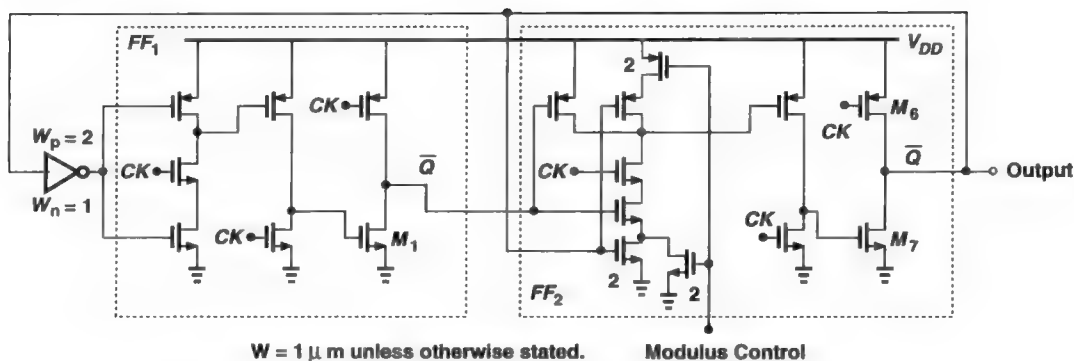 FF1
VDD
2
CK
M6
Wp = 2
CK
Q̅
CK
Q̅
Output
CK
Wn = 1
CK
M1
CK
M7
FF2
2
2
W = 1 μ m unless otherwise stated.
Modulus Control